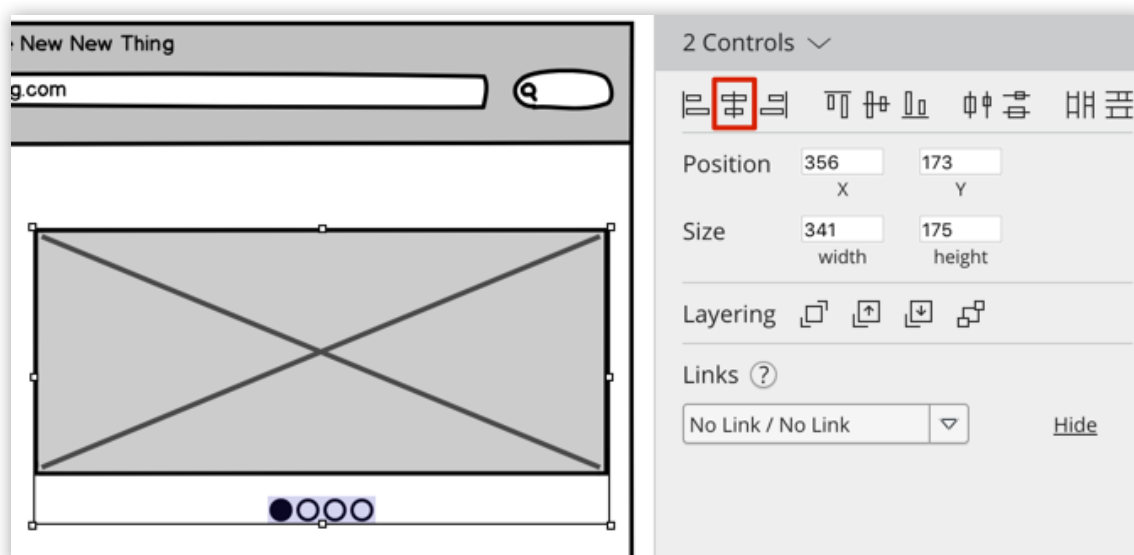 New New Thing
g.com
2 Controls
Position 356 173
X Y
Size 341 175
width height
Layering
Links ?
No Link / No Link Hide